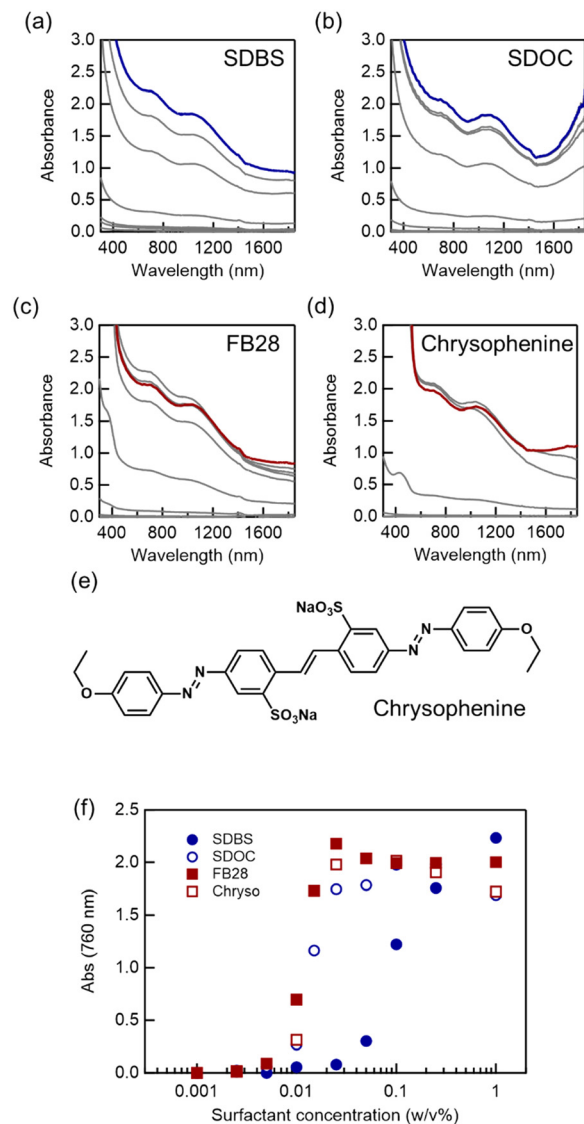 (a)
SDBS
3.0
2.5
2.0
1.5
1.0
0.5
0.0
Absorbance
400 800 1200 1600
Wavelength (nm)
(b)
SDOC
3.0
2.5
2.0
1.5
1.0
0.5
0.0
Absorbance
400 800 1200 1600
Wavelength (nm)
(c)
FB28
3.0
2.5
2.0
1.5
1.0
0.5
0.0
Absorbance
400 800 1200 1600
Wavelength (nm)
(d)
Chrysophenine
3.0
2.5
2.0
1.5
1.0
0.5
0.0
Absorbance
400 800 1200 1600
Wavelength (nm)
(e)
NaO3S
N
N
O
O
N
N
SO3Na
Chrysophenine
(f)
2.5
2.0
1.5
1.0
0.5
0.0
Abs (760 nm)
SDBS
SDOC
FB28
Chryso
0.001 0.01 0.1 1
Surfactant concentration (w/v%)